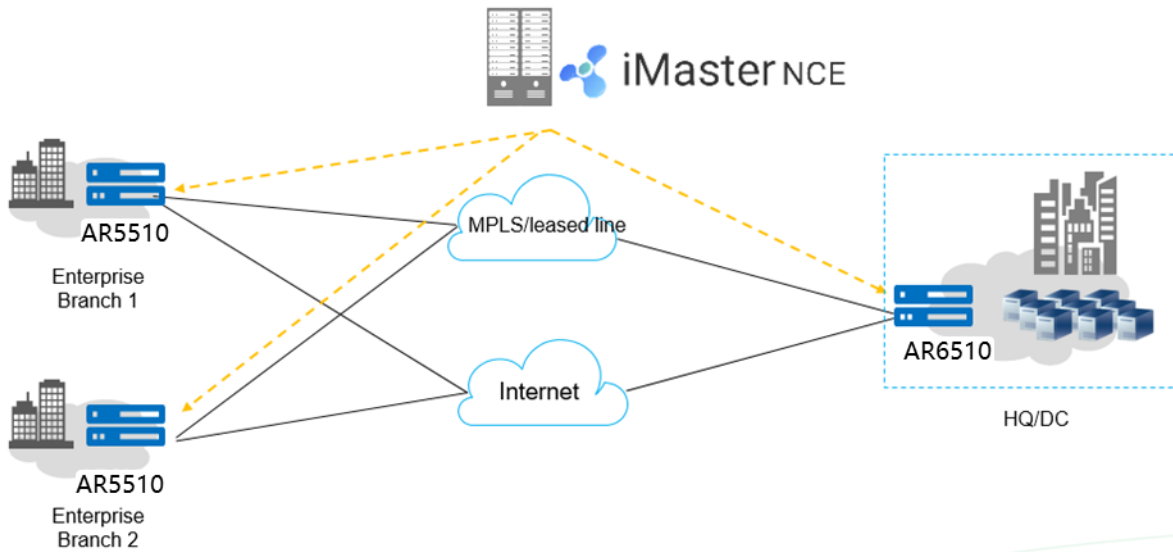 iMaster NCE
AR5510
Enterprise
Branch 1
MPLS/leased line
Internet
AR6510
HQ/DC
AR5510
Enterprise
Branch 2